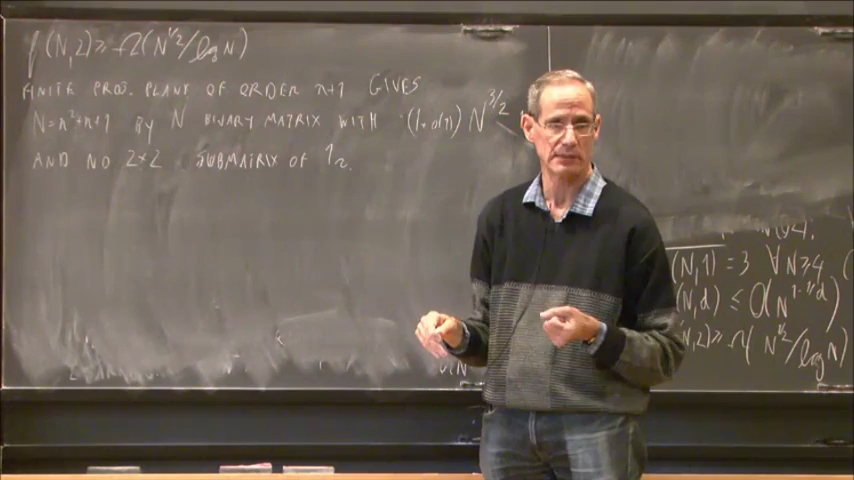 f(N,2) ≥ Ω(N^{1/2}/log N)
FINITE PROJ. PLANE OF ORDER n+1 GIVES
N=n²+n+1 BY N BINARY MATRIX WITH (1+o(1)) N^{3/2}
AND NO 2×2 SUBMATRIX OF 1s.
(N,1) = 3 ∀N≥4
(N,d) ≤ O(N^{1-1/d})
(N,2) ≥ Ω(N^{1/2}/log N)